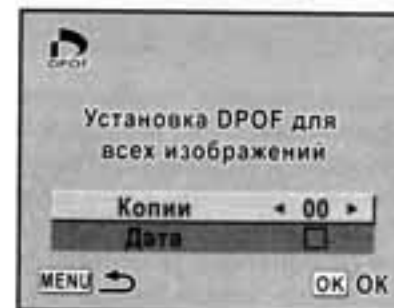 DPOF
Установка DPOF для
всех изображений
Копии 00
Дата
MENU OK OK